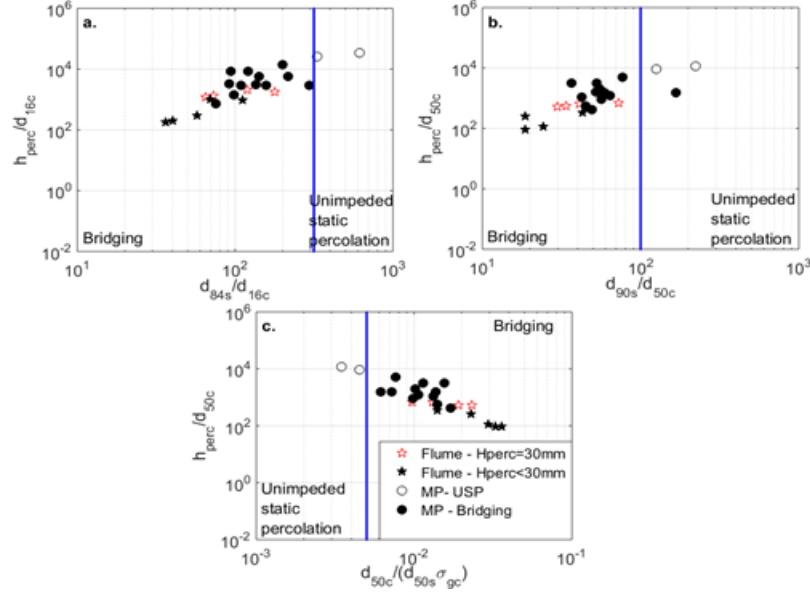 a.
10^6
10^4
10^2
10^0
10^-2
h_perc/d_16c
Bridging
Unimpeded
static
percolation
10^1
10^2
10^3
d_84s/d_16c
b.
10^6
10^4
10^2
10^0
10^-2
h_perc/d_50c
Bridging
Unimpeded
static
percolation
10^1
10^2
10^3
d_90s/d_50c
c.
Bridging
10^6
10^4
10^2
10^0
10^-2
h_perc/d_50c
Flume - Hperc=30mm
Flume - Hperc<30mm
MP- USP
MP - Bridging
Unimpeded
static
percolation
10^-3
10^-2
10^-1
d_50c/(d_50sσ_gc)